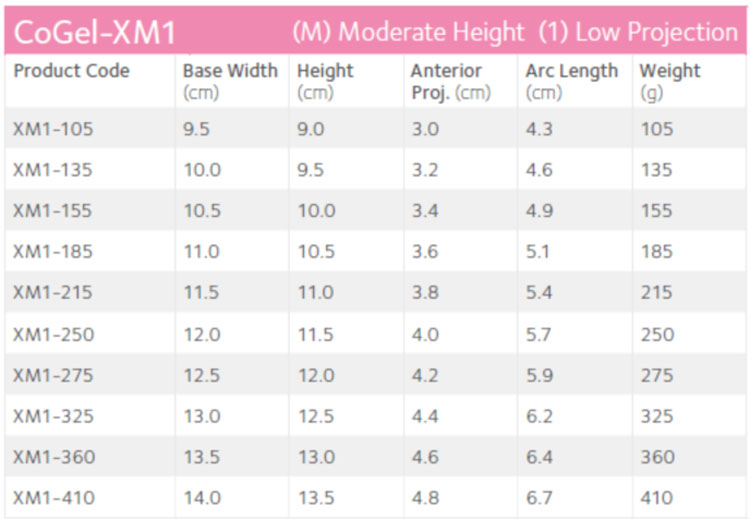 CoGel-XM1 (M) Moderate Height (1) Low Projection
Product Code Base Width Height Anterior Arc Length Weight
(cm) (cm) Proj. (cm) (cm) (g)
XM1-105 9.5 9.0 3.0 4.3 105
XM1-135 10.0 9.5 3.2 4.6 135
XM1-155 10.5 10.0 3.4 4.9 155
XM1-185 11.0 10.5 3.6 5.1 185
XM1-215 11.5 11.0 3.8 5.4 215
XM1-250 12.0 11.5 4.0 5.7 250
XM1-275 12.5 12.0 4.2 5.9 275
XM1-325 13.0 12.5 4.4 6.2 325
XM1-360 13.5 13.0 4.6 6.4 360
XM1-410 14.0 13.5 4.8 6.7 410